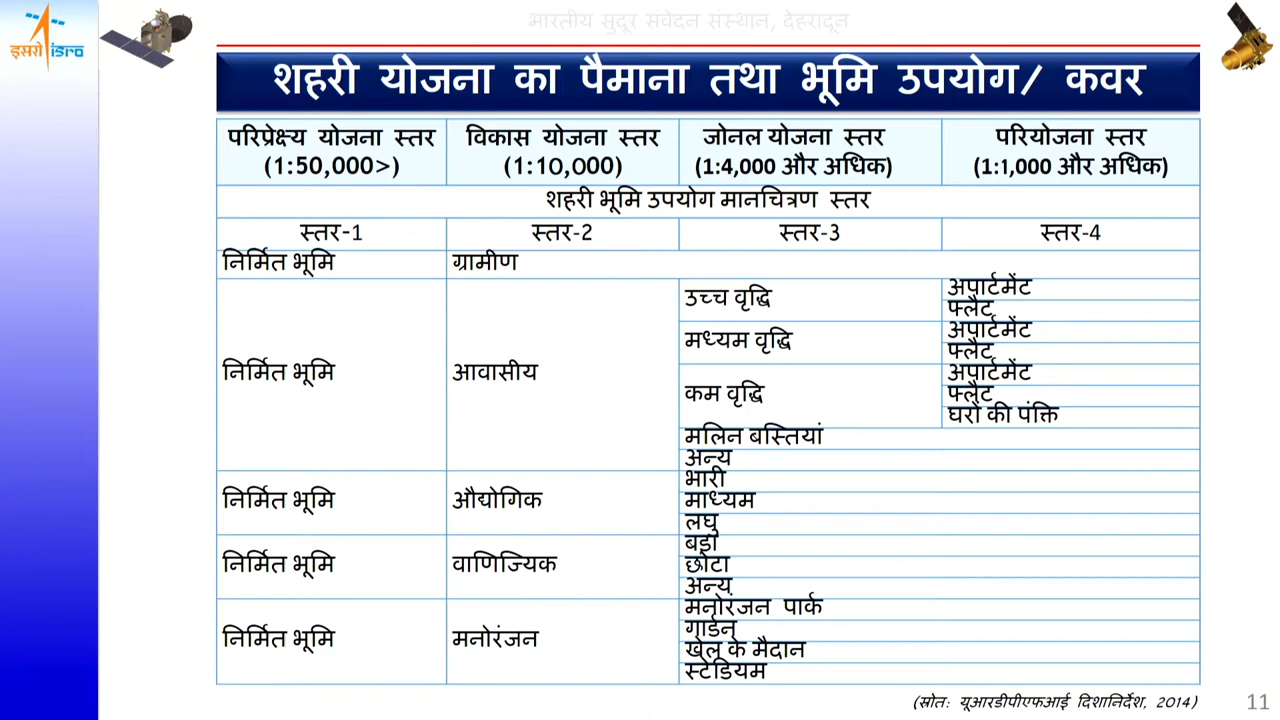 भारतीय सुदूर संवेदन संस्थान, देहरादून
इसरो isro
शहरी योजना का पैमाना तथा भूमि उपयोग/ कवर
परिप्रेक्ष्य योजना स्तर (1:50,000>)
विकास योजना स्तर (1:10,000)
जोनल योजना स्तर (1:4,000 और अधिक)
परियोजना स्तर (1:1,000 और अधिक)
शहरी भूमि उपयोग मानचित्रण स्तर
स्तर-1 स्तर-2 स्तर-3 स्तर-4
निर्मित भूमि ग्रामीण
निर्मित भूमि आवासीय
उच्च वृद्धि
अपार्टमेंट
फ्लैट
मध्यम वृद्धि
अपार्टमेंट
फ्लैट
कम वृद्धि
अपार्टमेंट
फ्लैट
घरों की पंक्ति
मलिन बस्तियां
अन्य
निर्मित भूमि औद्योगिक
भारी
माध्यम
लघु
निर्मित भूमि वाणिज्यिक
बड़ा
छोटा
अन्य
निर्मित भूमि मनोरंजन
मनोरंजन पार्क
गार्डन
खेल के मैदान
स्टेडियम
(स्रोत: यूआरडीपीएफआई दिशानिर्देश, 2014)
11